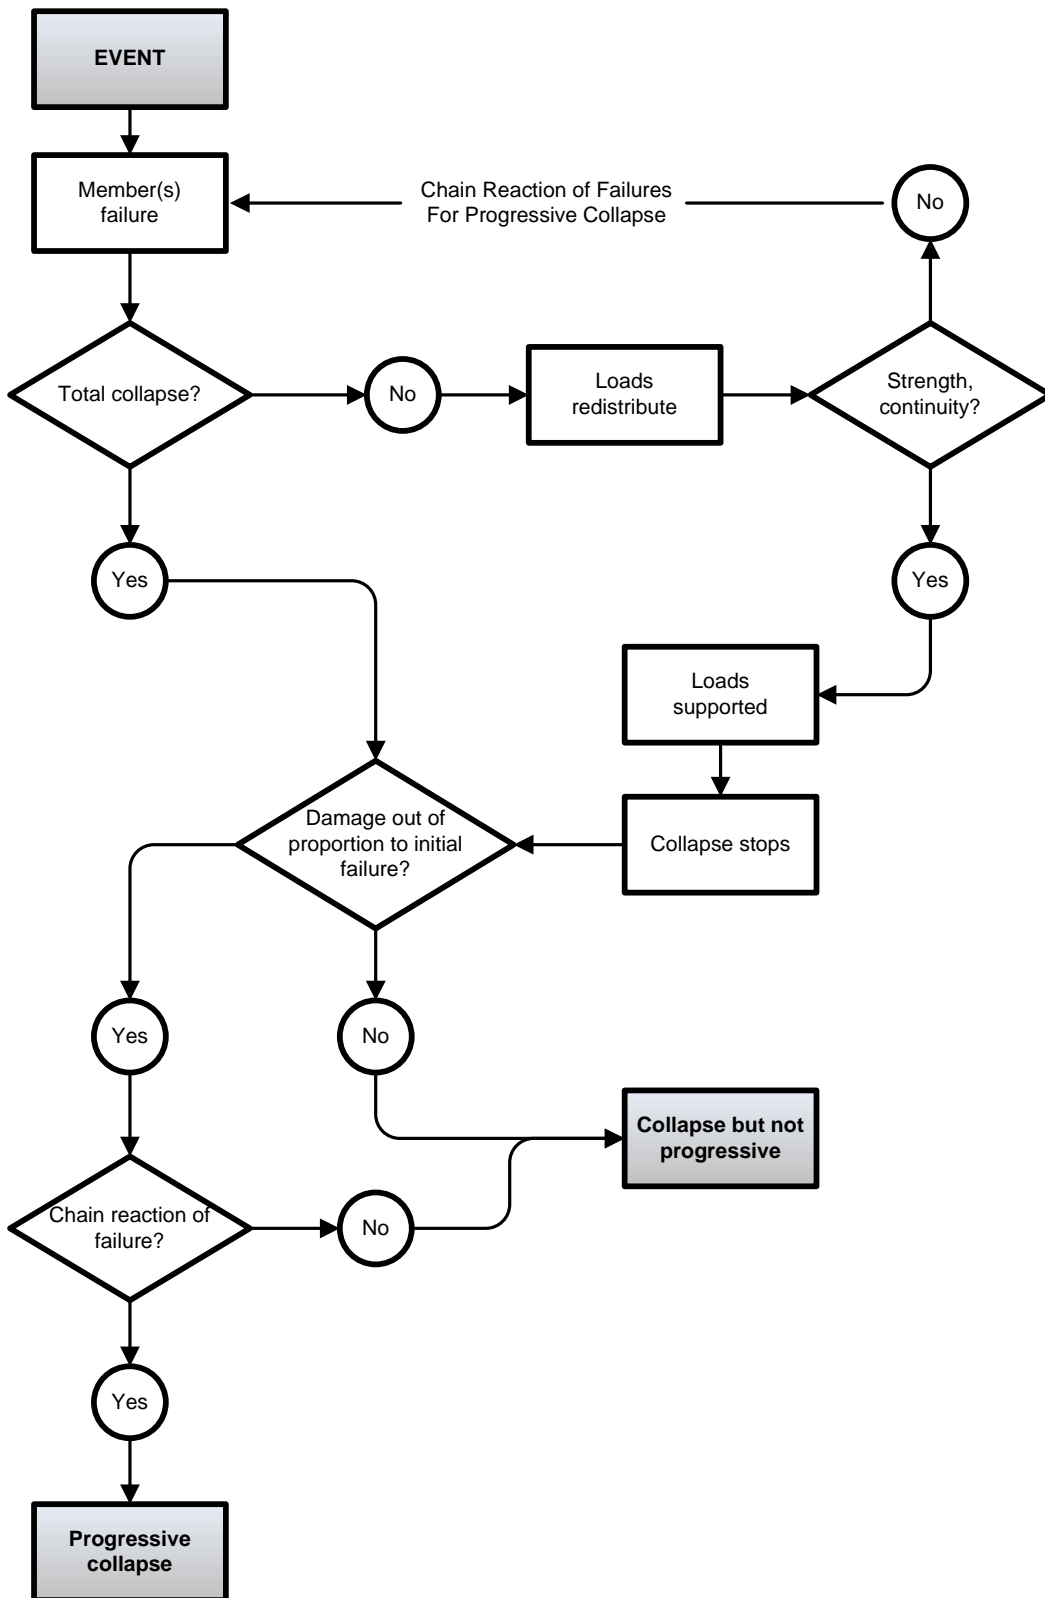 EVENT
Member(s)
failure
Chain Reaction of Failures
For Progressive Collapse
No
Total collapse?
No
Loads
redistribute
Strength,
continuity?
Yes
Yes
Loads
supported
Damage out of
proportion to initial
failure?
Collapse stops
Yes
No
Collapse but not
progressive
Chain reaction of
failure?
No
Yes
Progressive
collapse